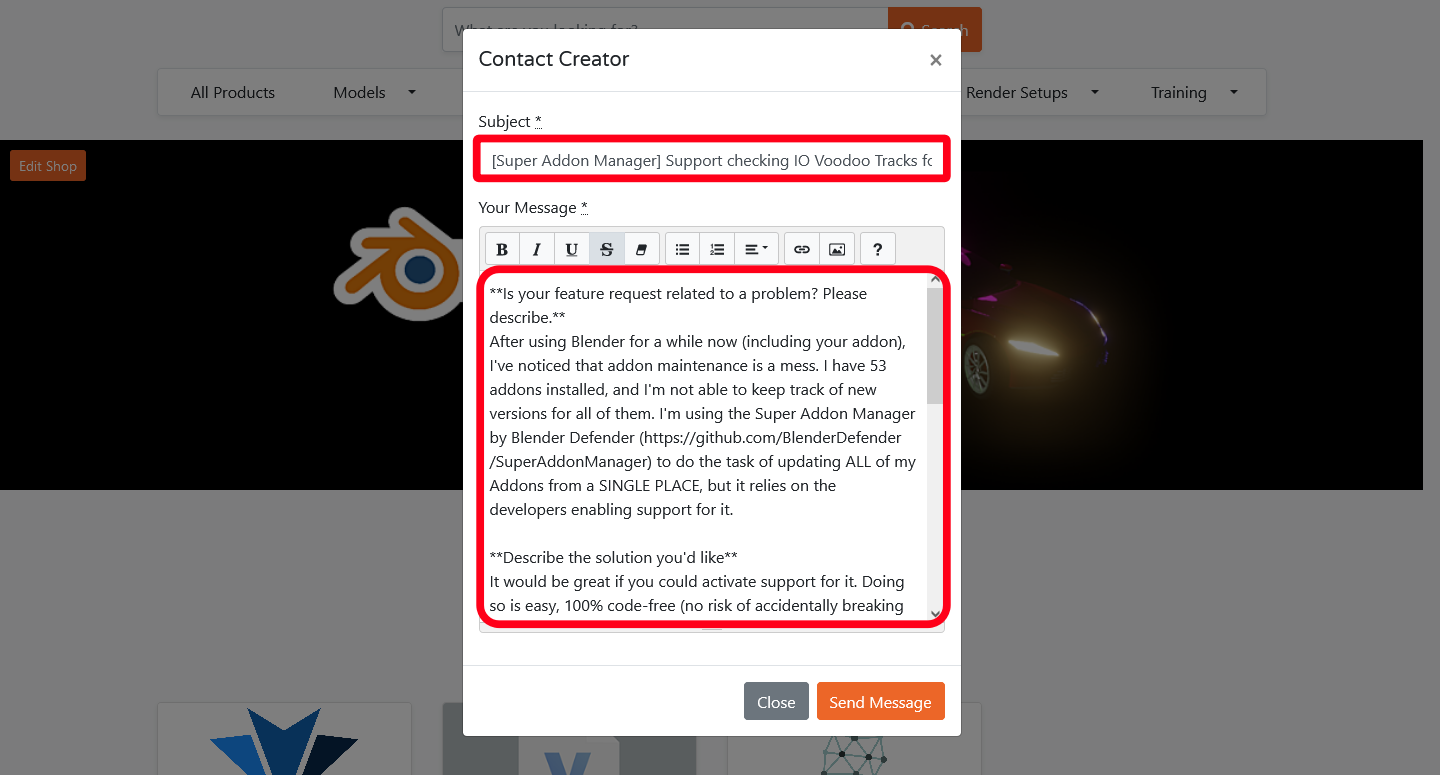 What are you looking for?
Search
Contact Creator
×
All Products
Models
Render Setups
Training
Subject *
Edit Shop
[Super Addon Manager] Support checking IO Voodoo Tracks fo
Your Message *
B I U S ?
**Is your feature request related to a problem? Please
describe.**
After using Blender for a while now (including your addon),
I've noticed that addon maintenance is a mess. I have 53
addons installed, and I'm not able to keep track of new
versions for all of them. I'm using the Super Addon Manager
by Blender Defender (https://github.com/BlenderDefender
/SuperAddonManager) to do the task of updating ALL of my
Addons from a SINGLE PLACE, but it relies on the
developers enabling support for it.
**Describe the solution you'd like**
It would be great if you could activate support for it. Doing
so is easy, 100% code-free (no risk of accidentally breaking
Close
Send Message